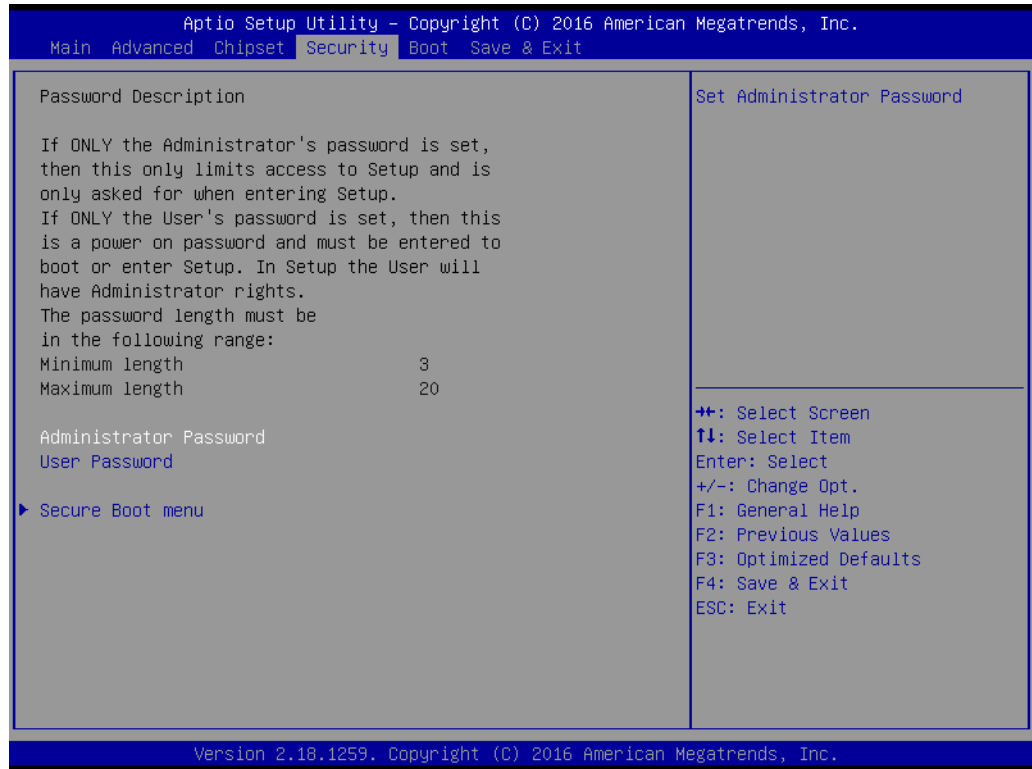 Aptio Setup Utility – Copyright (C) 2016 American Megatrends, Inc.
Main Advanced Chipset Security Boot Save & Exit
Password Description
If ONLY the Administrator's password is set,
then this only limits access to Setup and is
only asked for when entering Setup.
If ONLY the User's password is set, then this
is a power on password and must be entered to
boot or enter Setup. In Setup the User will
have Administrator rights.
The password length must be
in the following range:
Minimum length 3
Maximum length 20
Administrator Password
User Password
Secure Boot menu
Set Administrator Password
→←: Select Screen
↑↓: Select Item
Enter: Select
+/-: Change Opt.
F1: General Help
F2: Previous Values
F3: Optimized Defaults
F4: Save & Exit
ESC: Exit
Version 2.18.1259. Copyright (C) 2016 American Megatrends, Inc.